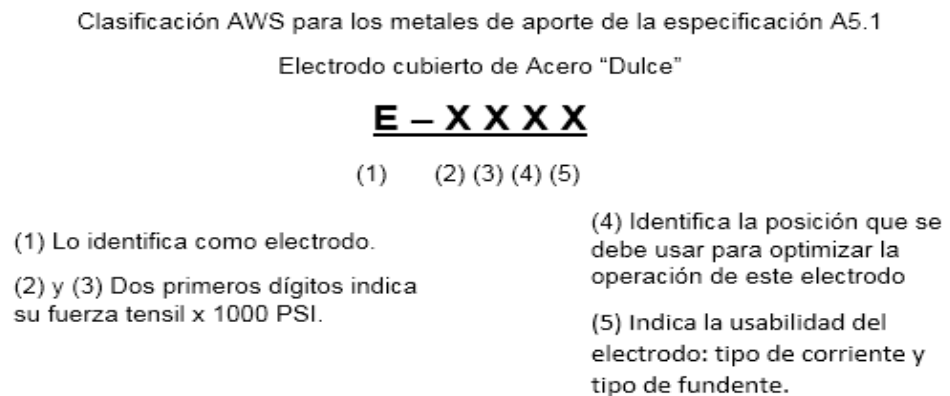 Clasificación AWS para los metales de aporte de la especificación A5.1
Electrodo cubierto de Acero “Dulce”
E – X X X X
(1) (2) (3) (4) (5)
(1) Lo identifica como electrodo.
(2) y (3) Dos primeros dígitos indica
su fuerza tensil x 1000 PSI.
(4) Identifica la posición que se
debe usar para optimizar la
operación de este electrodo
(5) Indica la usabilidad del
electrodo: tipo de corriente y
tipo de fundente.